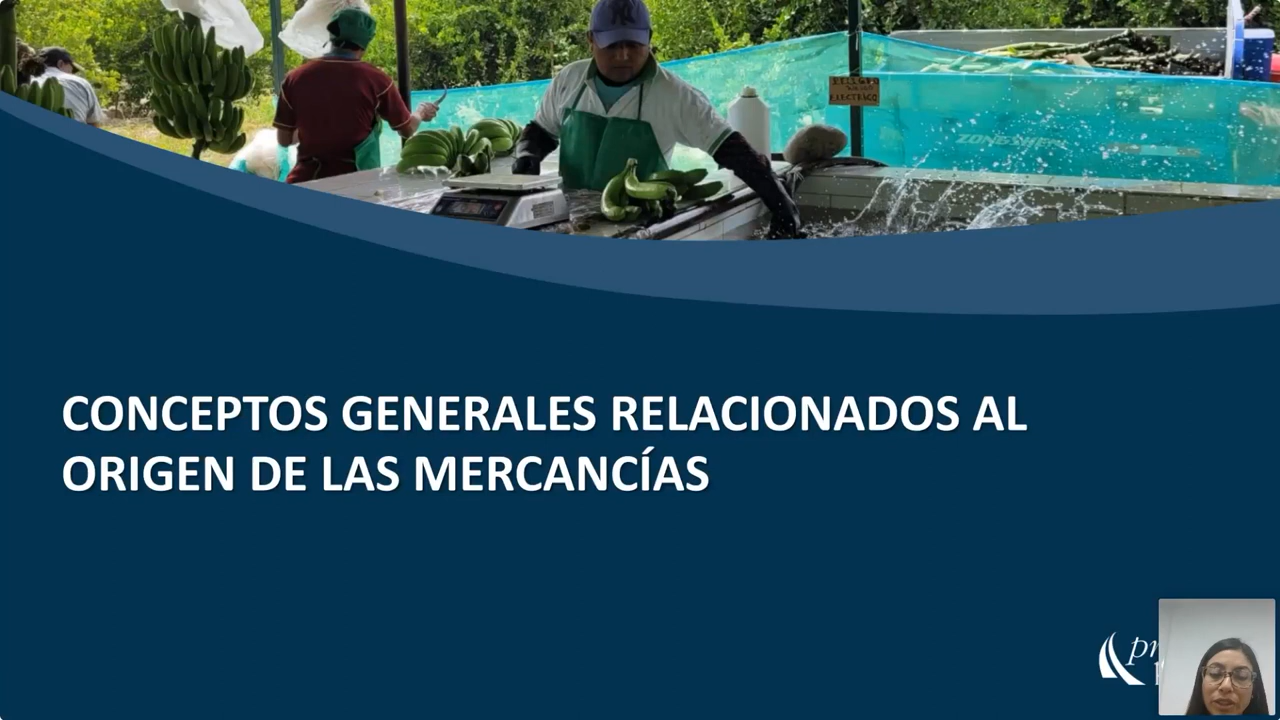 CONCEPTOS GENERALES RELACIONADOS AL
ORIGEN DE LAS MERCANCÍAS